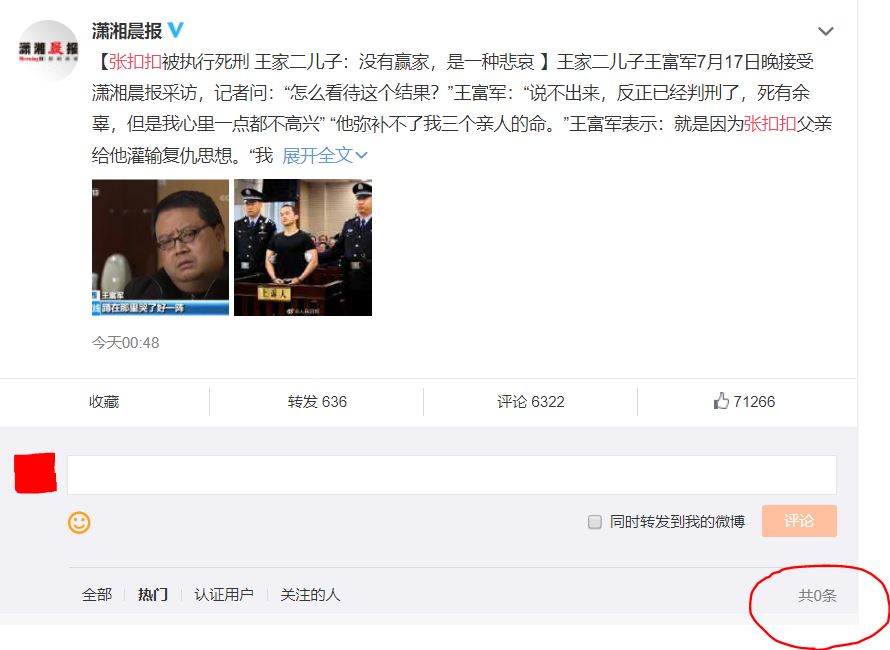 潇湘晨报
潇湘晨报
【张扣扣被执行死刑 王家二儿子：没有赢家，是一种悲哀 】王家二儿子王富军7月17日晚接受
潇湘晨报采访，记者问：“怎么看待这个结果？”王富军：“说不出来，反正已经判刑了，死有余
辜，但是我心里一点都不高兴” “他弥补不了我三个亲人的命。”王富军表示：就是因为张扣扣父亲
给他灌输复仇思想。“我 展开全文
王富军
蹲在那里哭了好一阵
上诉人
今天00:48
收藏 转发 636 评论 6322 71266
同时转发到我的微博 评论
全部 热门 认证用户 关注的人 共0条